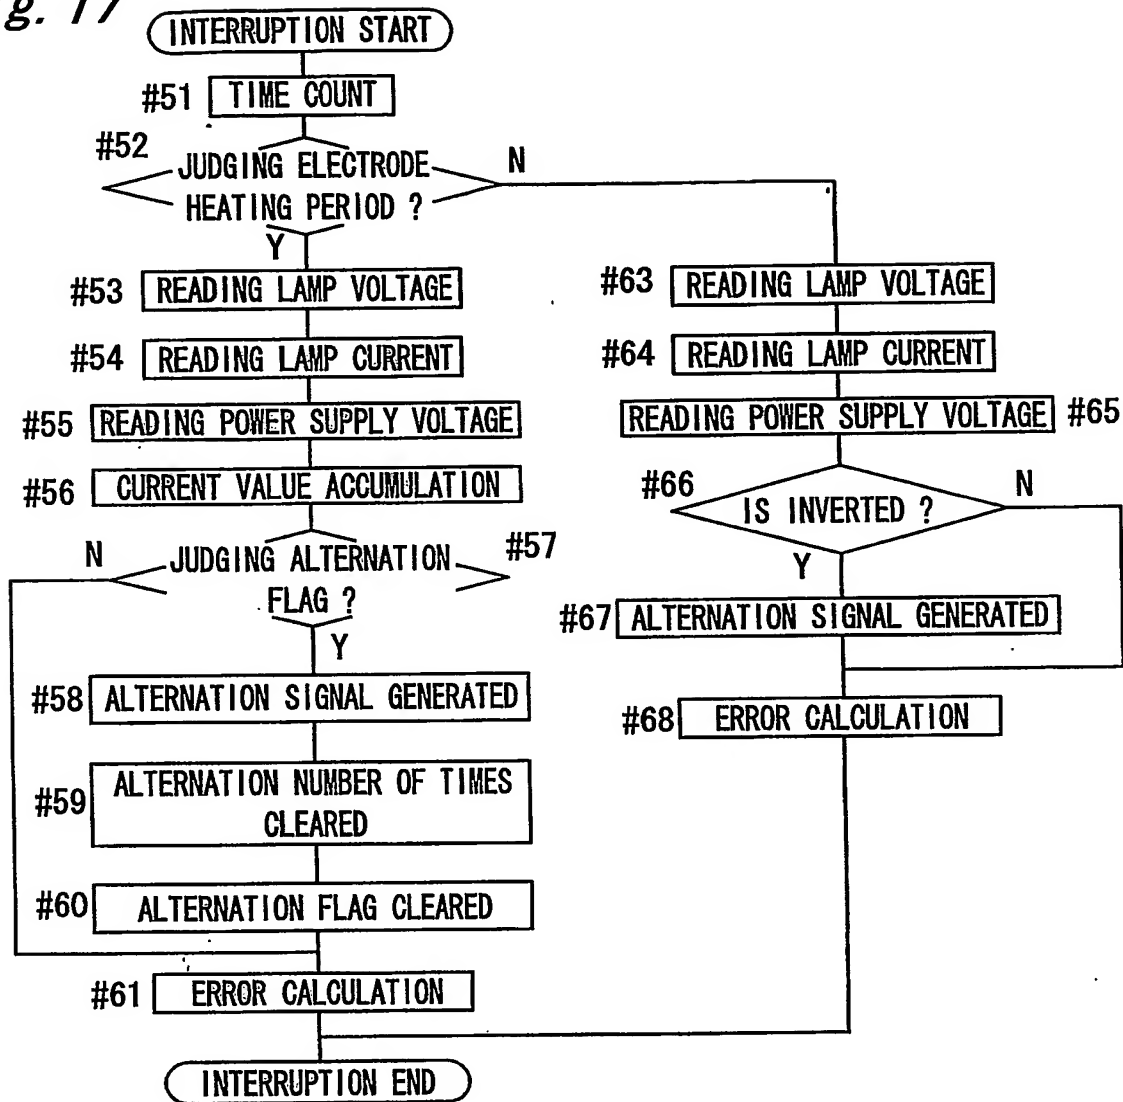 g. 17
INTERRUPTION START
#51 TIME COUNT
#52
JUDGING ELECTRODE
HEATING PERIOD ?
N
Y
#53 READING LAMP VOLTAGE
#54 READING LAMP CURRENT
#55 READING POWER SUPPLY VOLTAGE
#56 CURRENT VALUE ACCUMULATION
N
JUDGING ALTERNATION
FLAG ?
#57
Y
#58 ALTERNATION SIGNAL GENERATED
#59 ALTERNATION NUMBER OF TIMES
CLEARED
#60 ALTERNATION FLAG CLEARED
#61 ERROR CALCULATION
#63 READING LAMP VOLTAGE
#64 READING LAMP CURRENT
READING POWER SUPPLY VOLTAGE #65
#66
IS INVERTED ?
N
Y
#67 ALTERNATION SIGNAL GENERATED
#68 ERROR CALCULATION
INTERRUPTION END